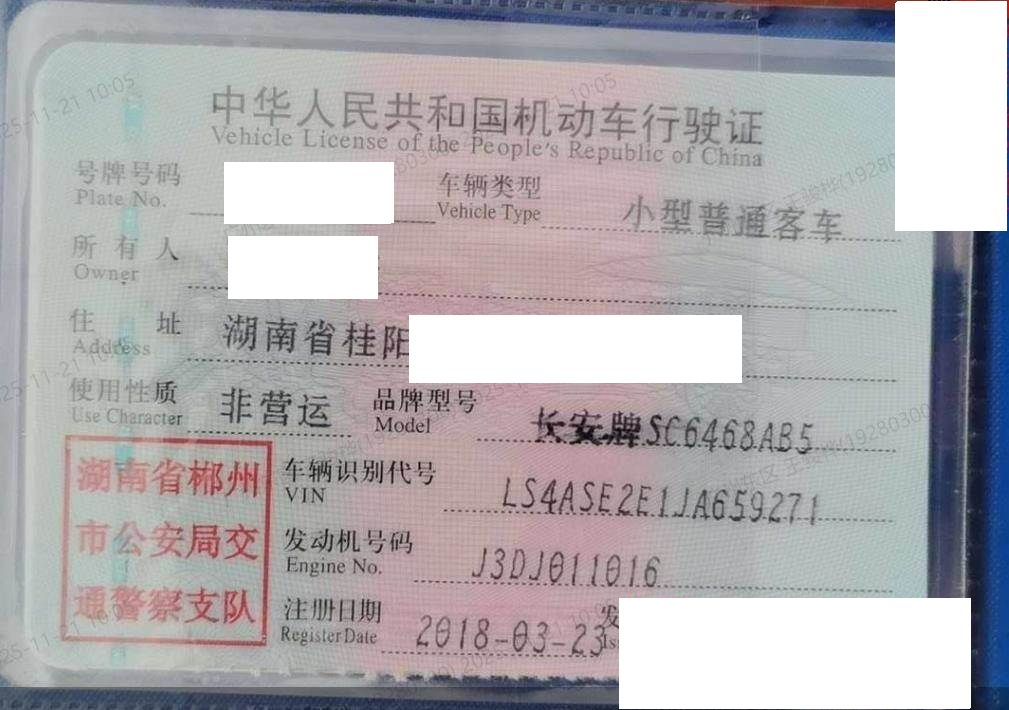 中华人民共和国机动车行驶证
Vehicle License of the People's Republic of China
号牌号码
Plate No.
车辆类型 小型普通客车
Vehicle Type
所有人
Owner
住址 湖南省桂阳
Address
使用性质 非营运
Use Character
品牌型号 长安牌SC6468AB5
Model
湖南省郴州
市公安局交
通警察支队
车辆识别代号 LS4ASE2E1JA659271
VIN
发动机号码 J3DJ011016
Engine No.
注册日期 2018-03-23
Register Date
发
Is